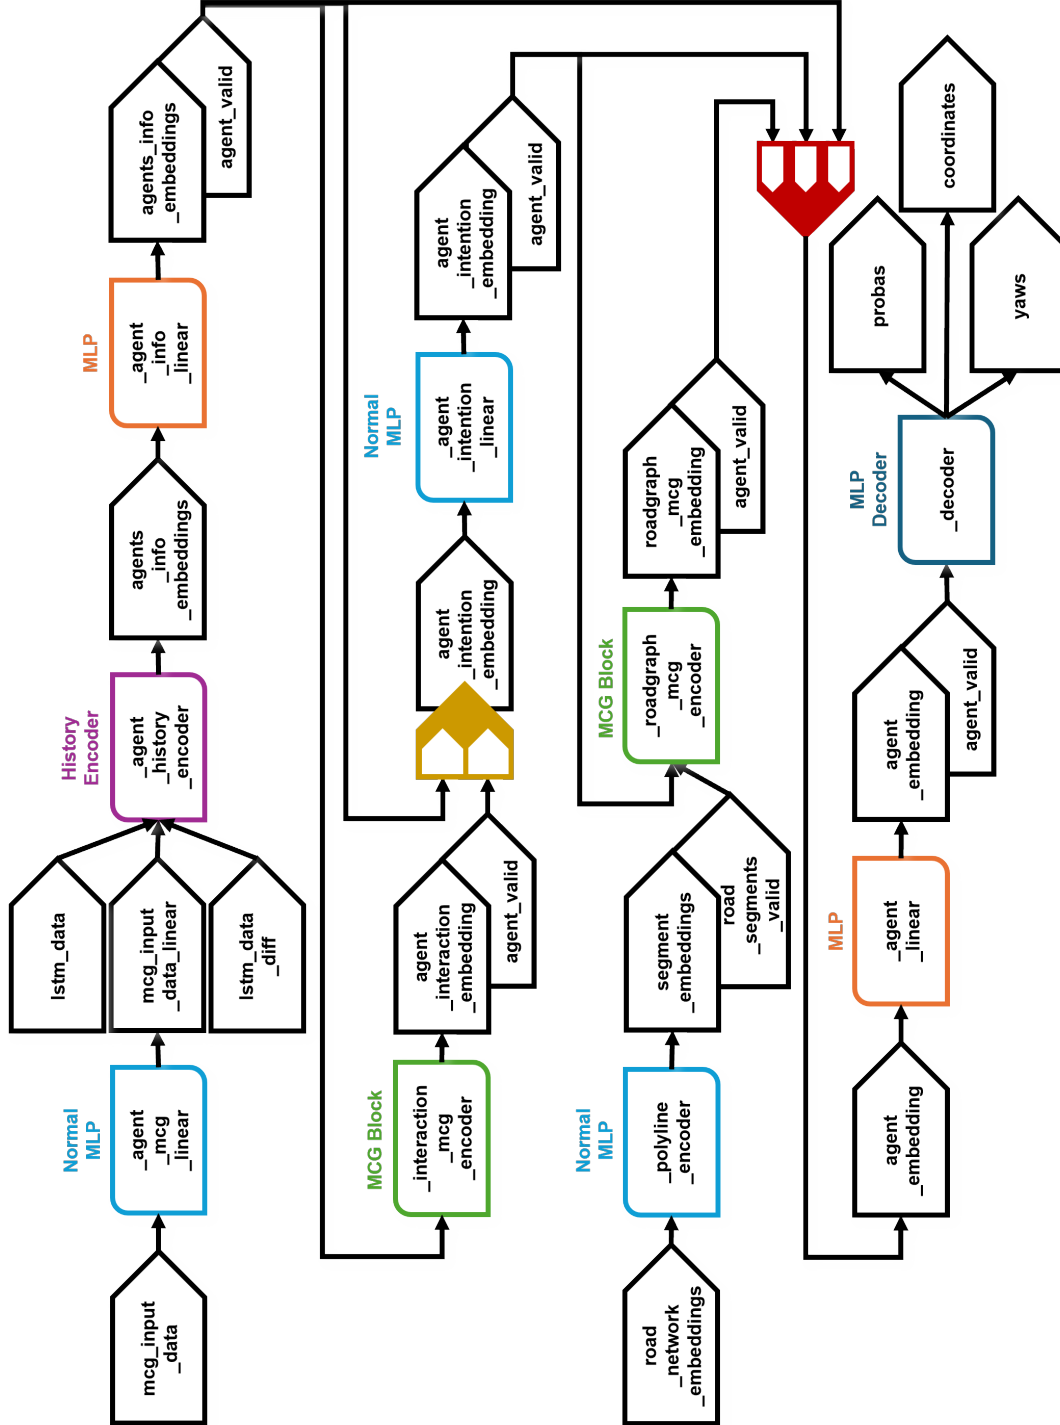 mcg_input
_data
Normal
MLP
_agent
_mcg
_linear
lstm_data
mcg_input
_data_linear
lstm_data
_diff
History
Encoder
_agent
_history
_encoder
agents
_info
_embeddings
MLP
_agent
_info
_linear
agents_info
_embeddings
agent_valid
MCG Block
_interaction
_mcg
_encoder
agent
_interaction
_embedding
agent_valid
agent
_intention
_embedding
Normal
MLP
_agent
_intention
_linear
agent
_intention
_embedding
agent_valid
road
_network
_embeddings
Normal
MLP
_polyline
_encoder
segment
_embeddings
road
_segments
_valid
MCG Block
_roadgraph
_mcg
_encoder
roadgraph
_mcg
_embedding
agent_valid
agent
_embedding
MLP
_agent
_linear
agent
_embedding
agent_valid
MLP
Decoder
_decoder
probas
coordinates
yaws